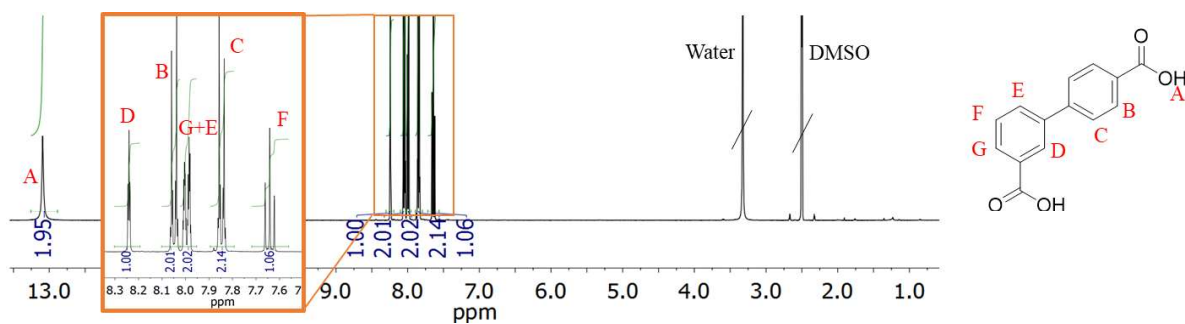 A
D
B
G+E
C
F
1.00
2.01
2.02
2.14
1.06
8.3 8.2 8.1 8.0 7.9 7.8 7.7 7.6 7
ppm
Water
DMSO
O
OH
A
E
F
B
C
G
D
O
OH
1.95
1.00
2.01
2.02
2.14
1.06
13.0 9.0 8.0 7.0 6.0 5.0 4.0 3.0 2.0 1.0
ppm